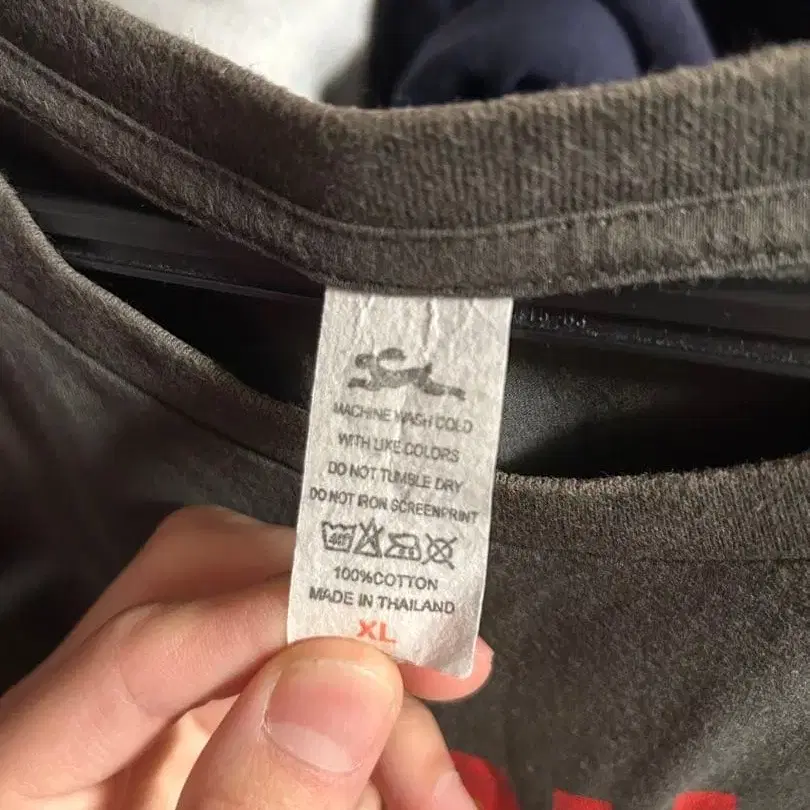 MACHINE WASH COLD
WITH LIKE COLORS
DO NOT TUMBLE DRY
DO NOT IRON SCREENPRINT
100%COTTON
MADE IN THAILAND
XL